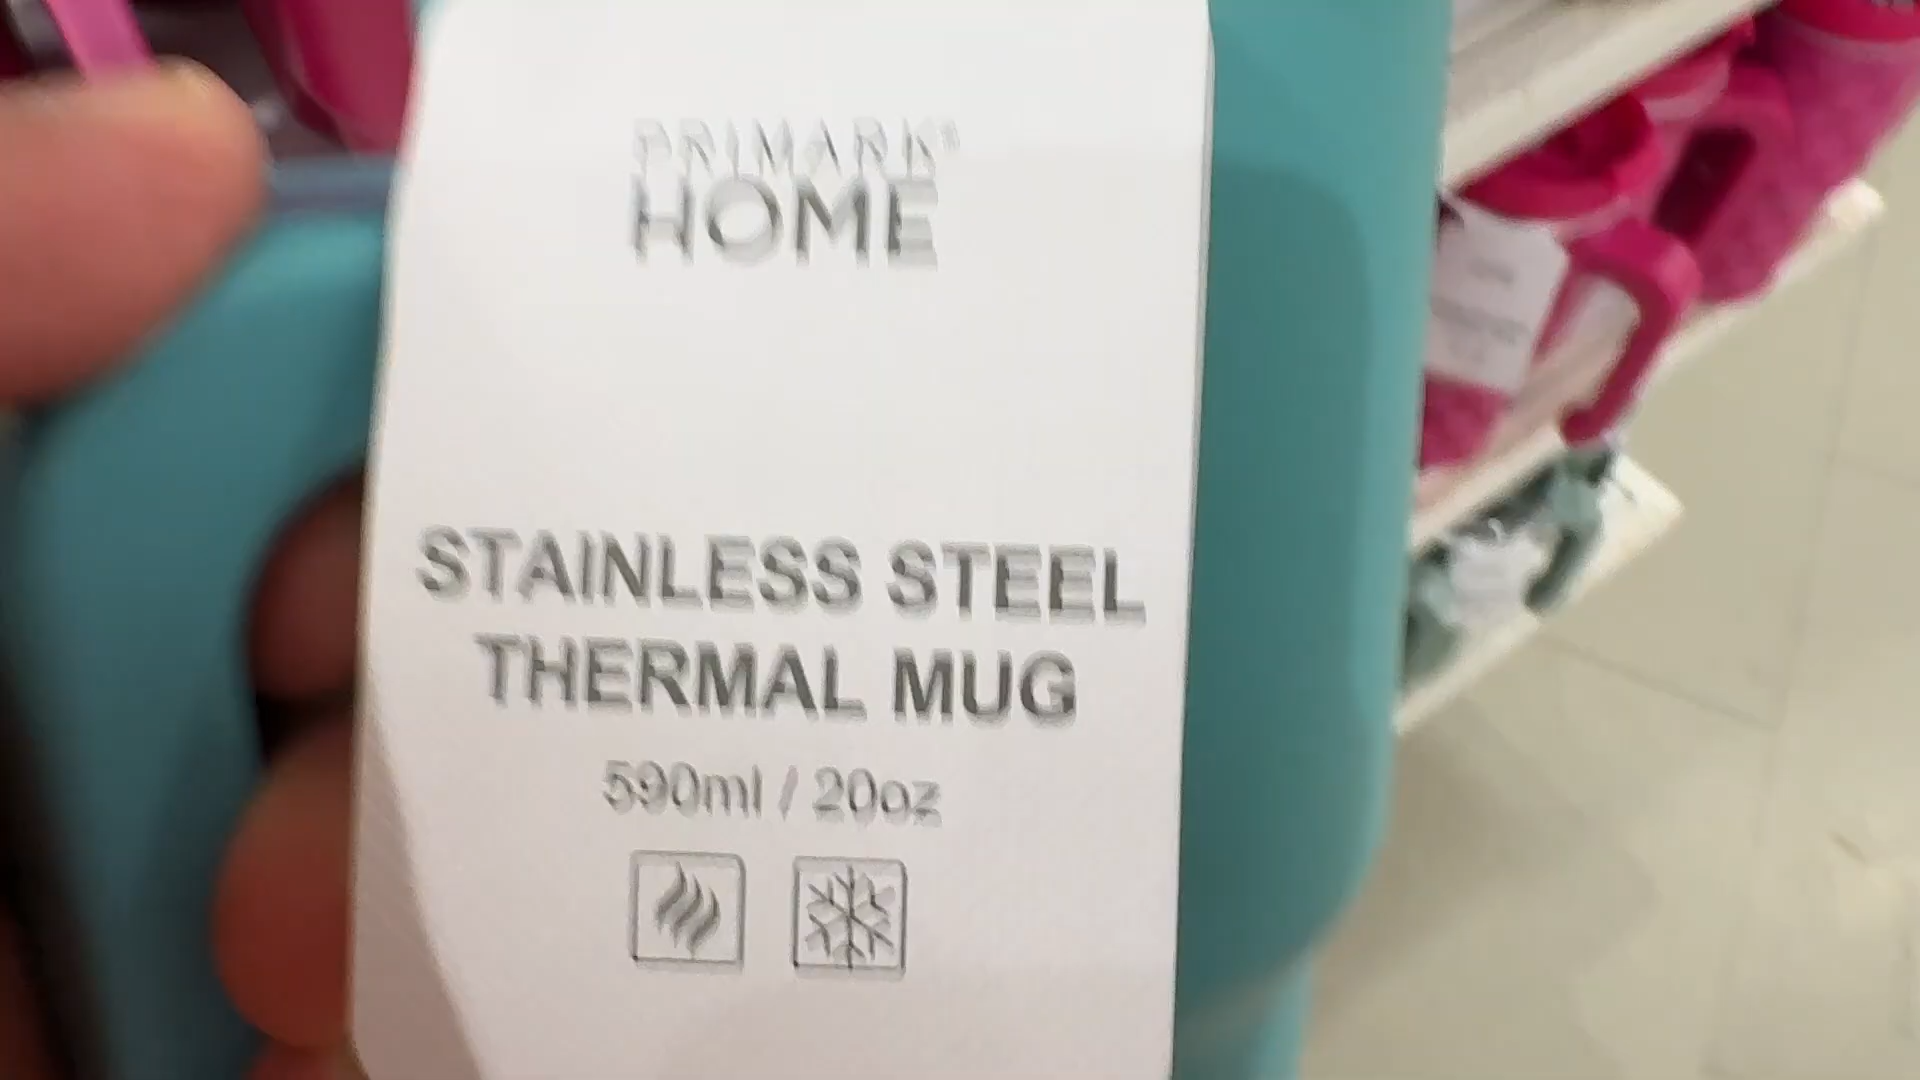 PRIMARK®
HOME
STAINLESS STEEL
THERMAL MUG
590ml / 20oz